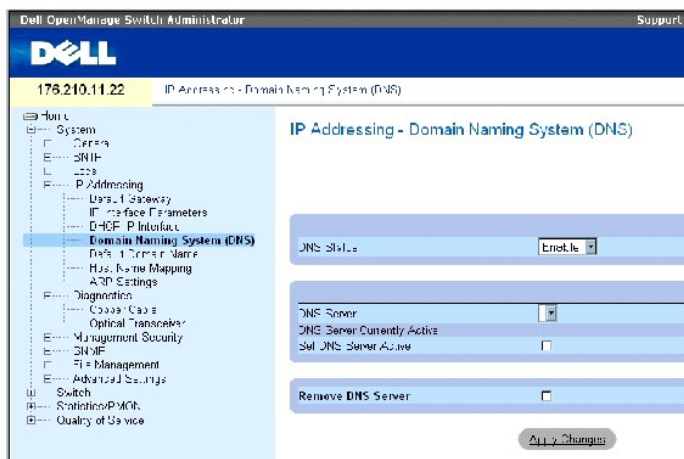 Dell OpenManage Switch Administrator
Support
DELL
176.210.11.22
IP Addressing - Domain Naming System (DNS)
Home
System
General
SNTP
Logs
IP Addressing
Default Gateway
IP Interface Parameters
DHCP IP Interface
Domain Naming System (DNS)
Default Domain Name
Host Name Mapping
ARP Settings
Diagnostics
Copper Cable
Optical Transceiver
Management Security
SNMP
File Management
Advanced Settings
Switch
Statistics/RMON
Quality of Service
IP Addressing - Domain Naming System (DNS)
DNS Status
Enable
DNS Server
DNS Server Currently Active
Set DNS Server Active
Remove DNS Server
Apply Changes